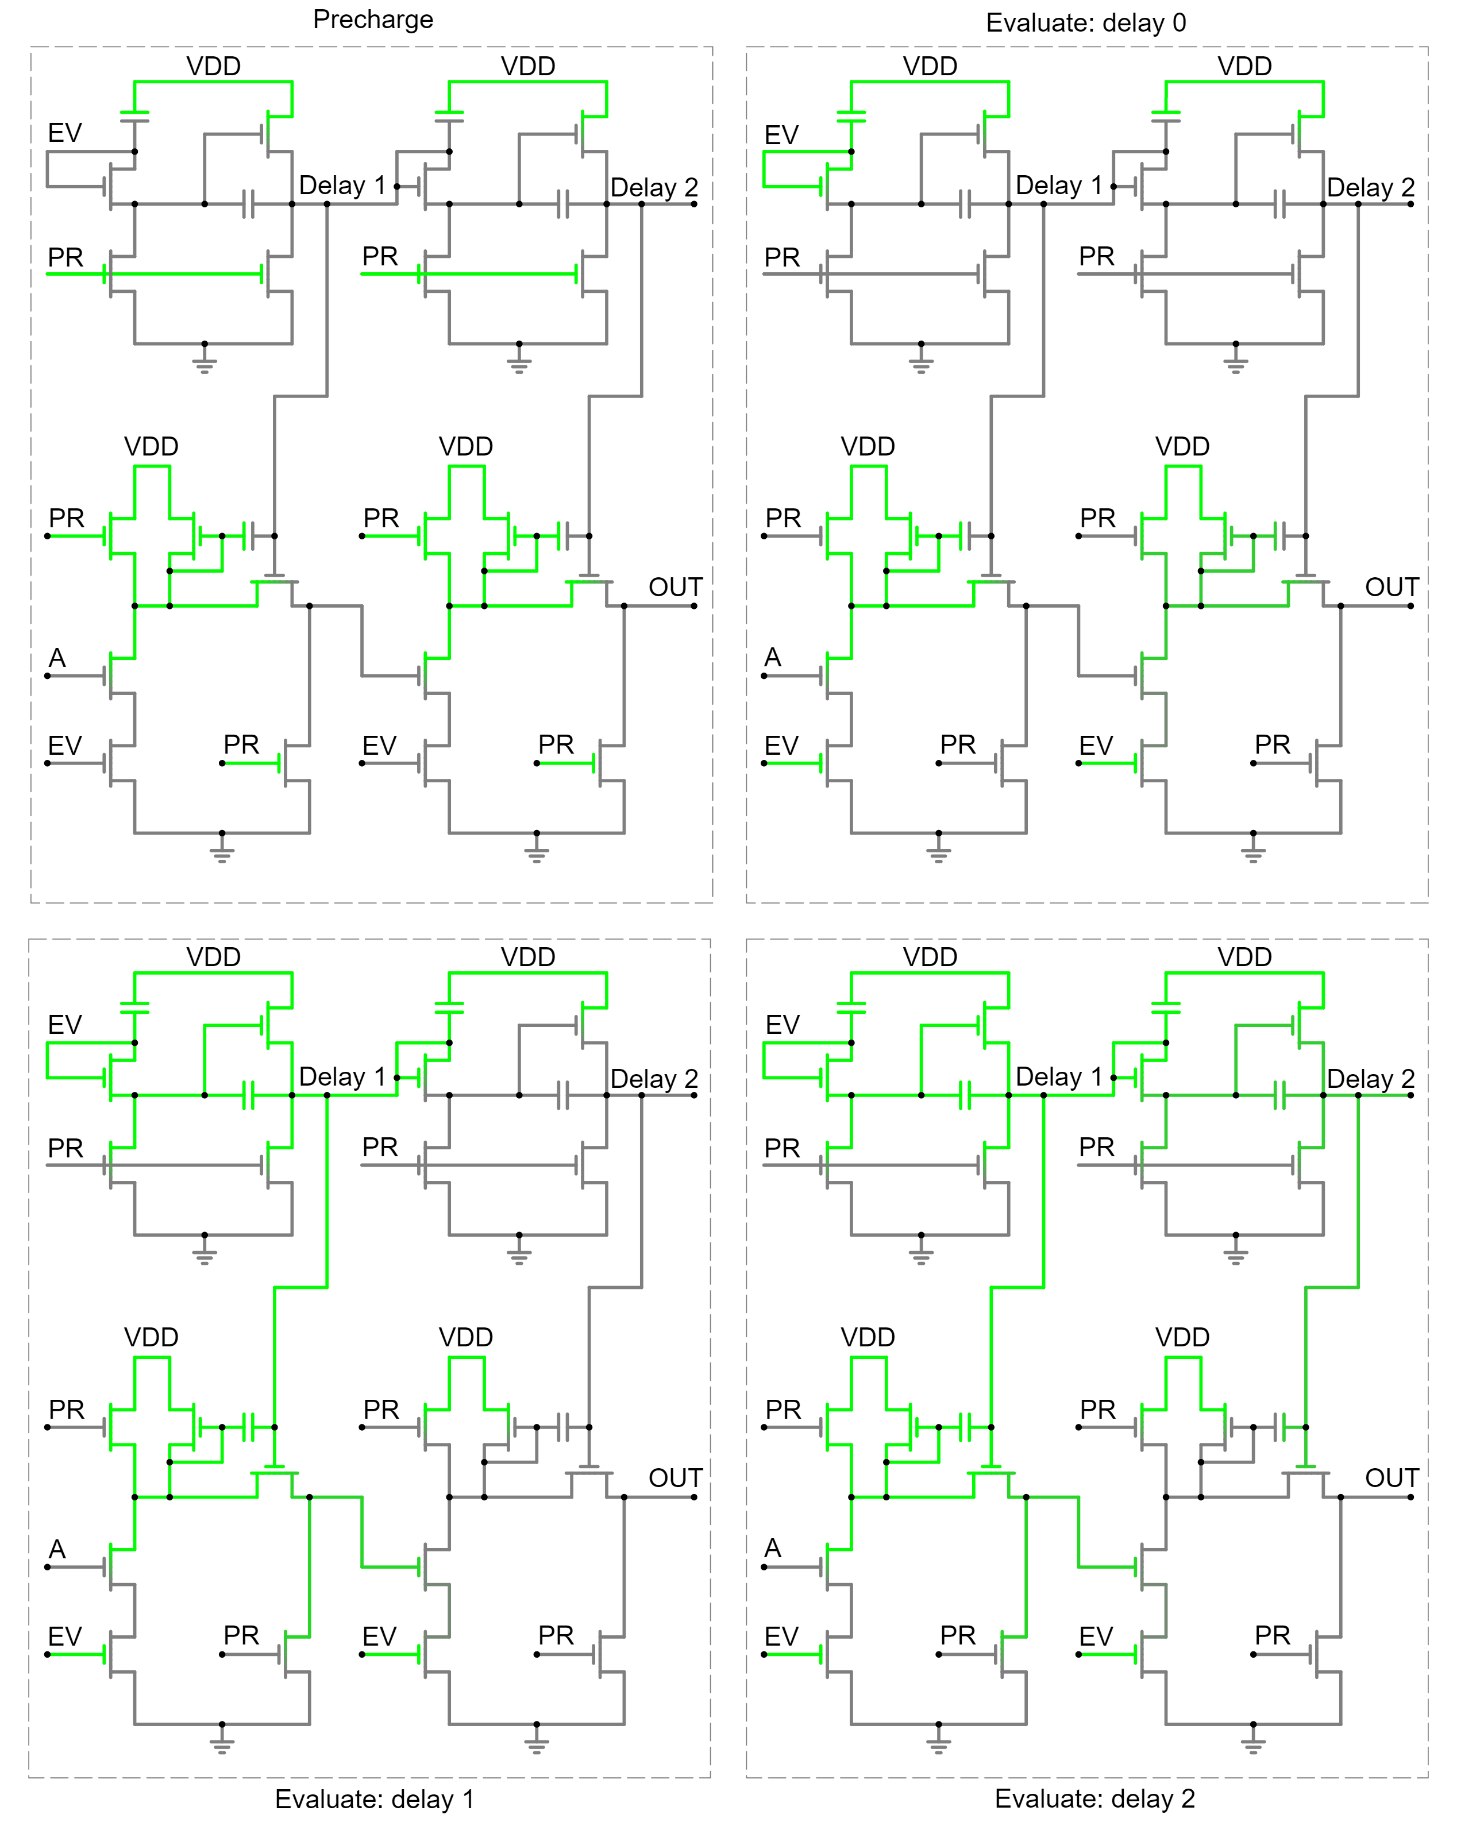 Precharge
Evaluate: delay 0
VDD
VDD
EV
Delay 1
Delay 2
PR
PR
VDD
VDD
PR
PR
OUT
A
EV
PR
EV
PR
VDD
VDD
EV
Delay 1
Delay 2
PR
PR
VDD
VDD
PR
PR
OUT
A
EV
PR
EV
PR
VDD
VDD
EV
Delay 1
Delay 2
PR
PR
VDD
VDD
PR
PR
OUT
A
EV
PR
EV
PR
VDD
VDD
EV
Delay 1
Delay 2
PR
PR
VDD
VDD
PR
PR
OUT
A
EV
PR
EV
PR
Evaluate: delay 1
Evaluate: delay 2